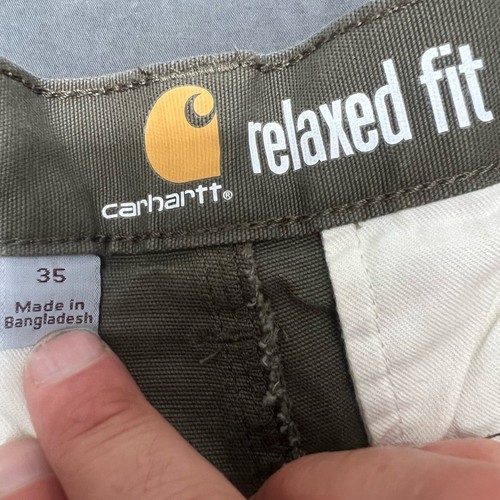 relaxed fit
carhartt®
35
Made in
Bangladesh